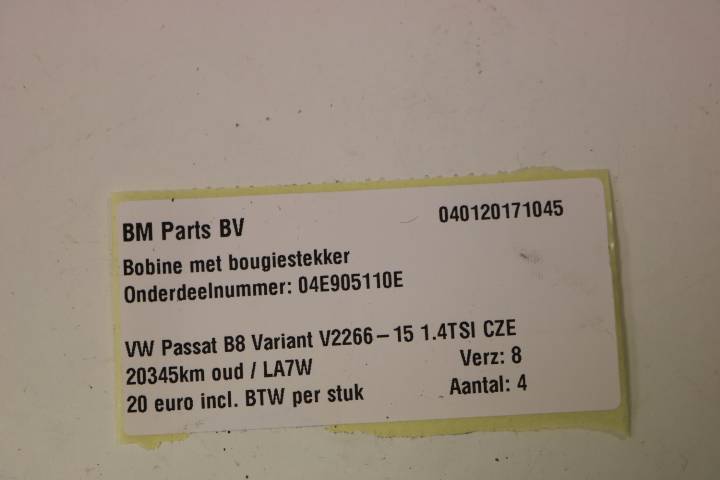 BM Parts BV 040120171045
Bobine met bougiestekker
Onderdeelnummer: 04E905110E
VW Passat B8 Variant V2266-15 1.4TSI CZE
20345km oud / LA7W Verz: 8
20 euro incl. BTW per stuk Aantal: 4